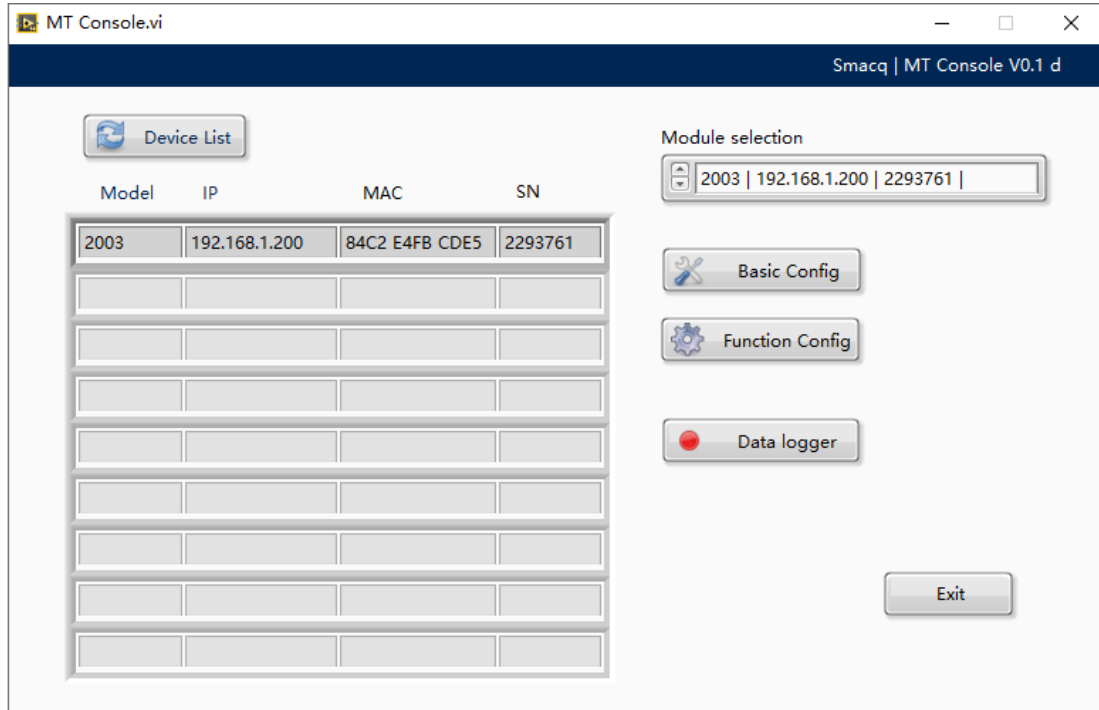 MT Console.vi
Smacq | MT Console V0.1 d
Device List
Model IP MAC SN
2003 192.168.1.200 84C2 E4FB CDE5 2293761
Module selection
2003 | 192.168.1.200 | 2293761 |
Basic Config
Function Config
Data logger
Exit